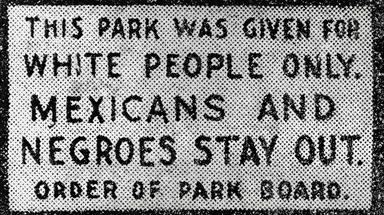 THIS PARK WAS GIVEN FOR
WHITE PEOPLE ONLY.
MEXICANS AND
NEGROES STAY OUT.
ORDER OF PARK BOARD.